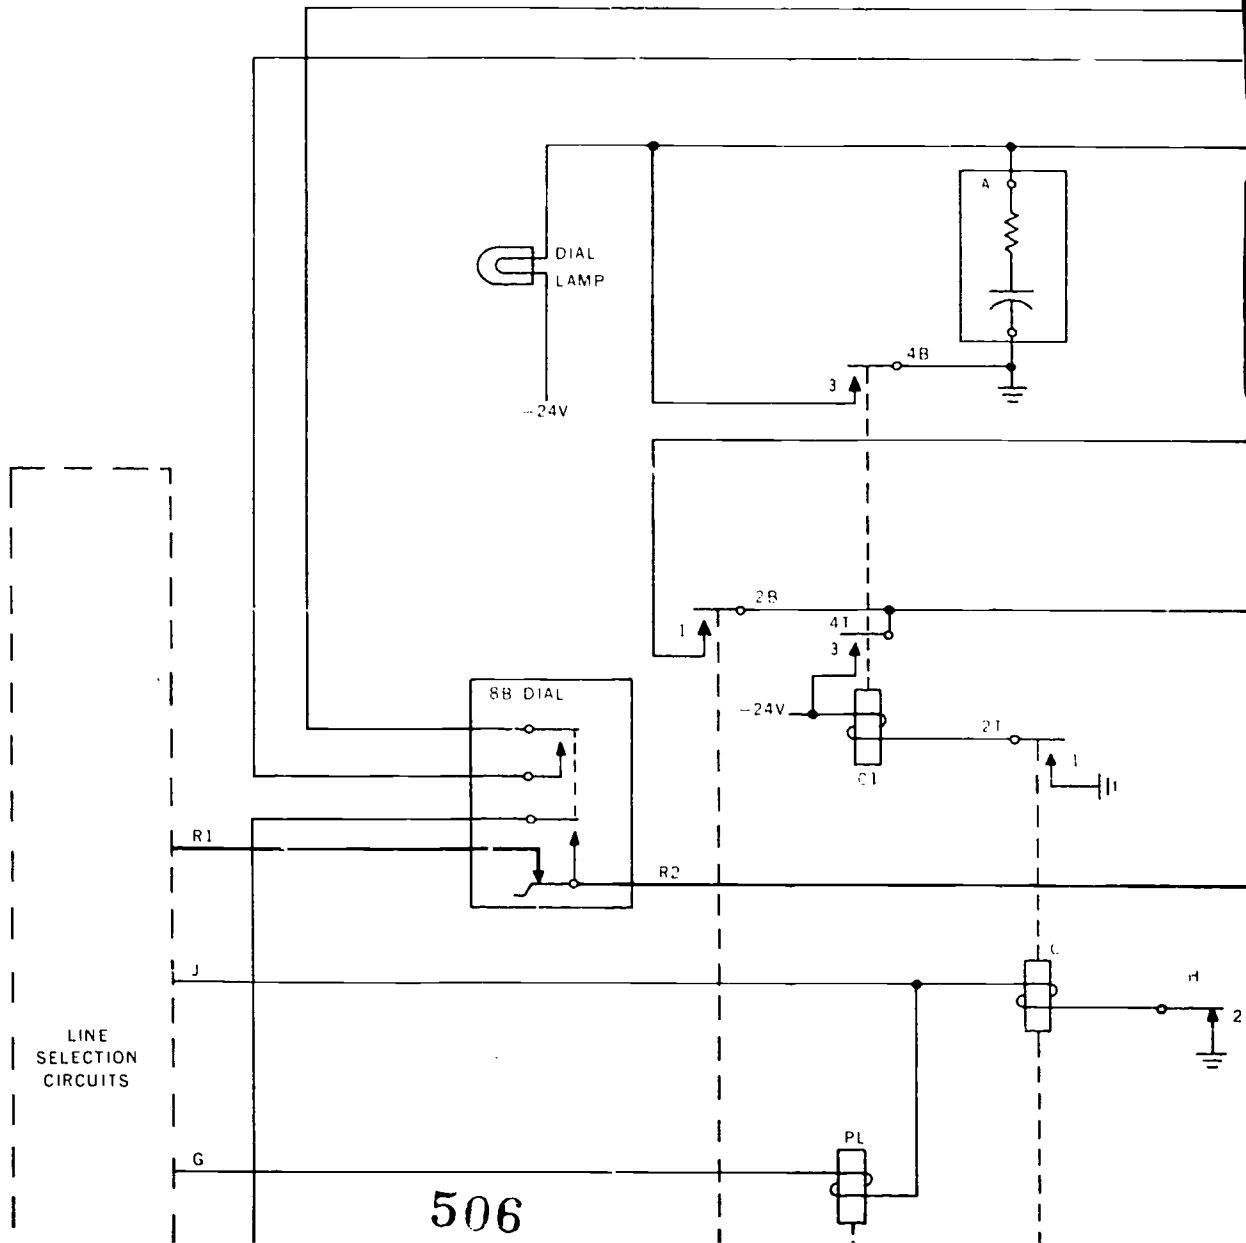 A
DIAL
LAMP
4B
3
-24V
2B
4T
1
3
8B DIAL
-24V
2T
1
C1
R1
R2
C
J
H
2
LINE
SELECTION
CIRCUITS
PL
G
506